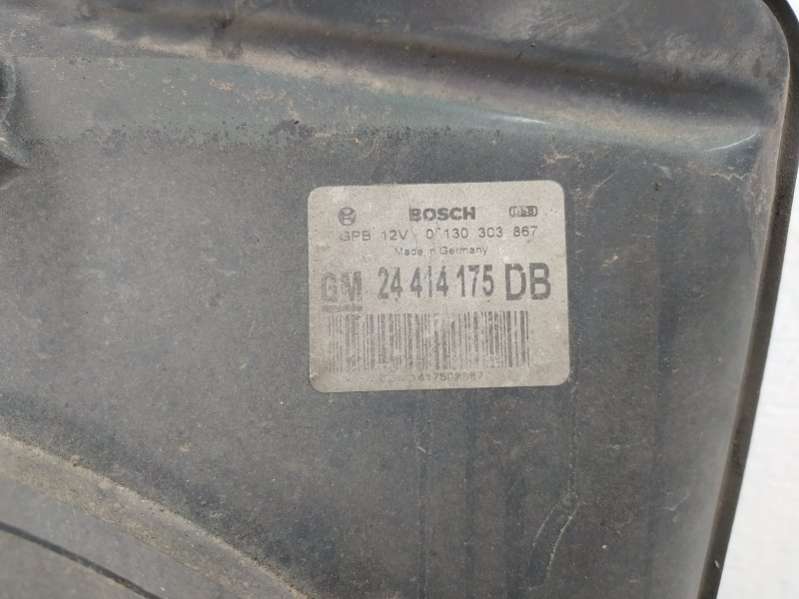 BOSCH
GPB 12V 0 130 303 867
Made in Germany
GM 24 414 175 DB